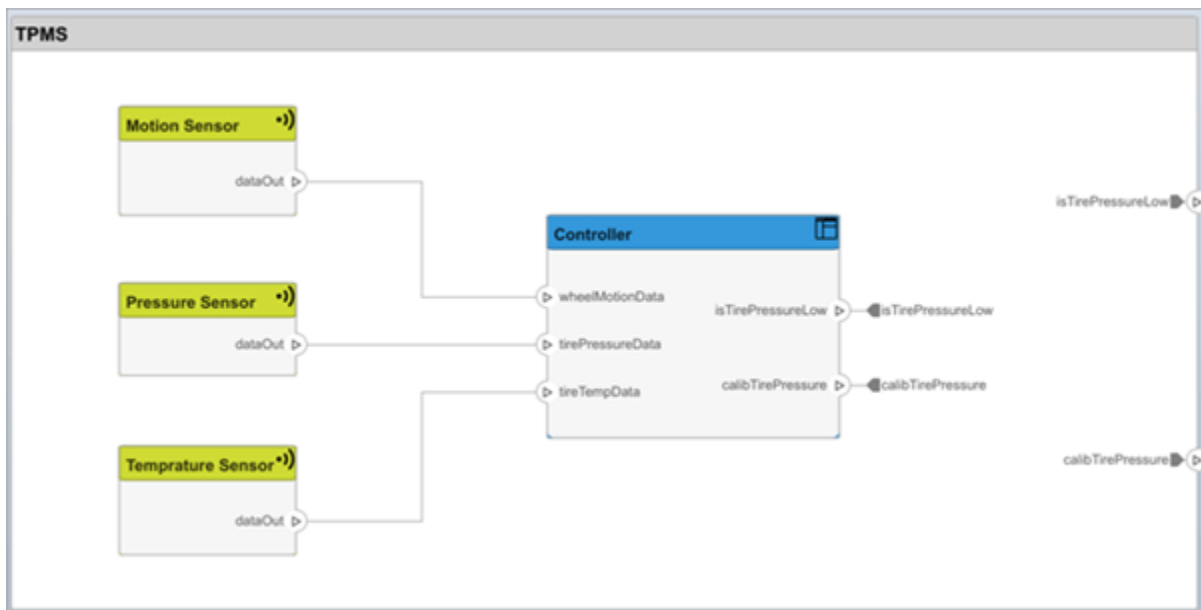 TPMS
Motion Sensor
dataOut
isTirePressureLow
Controller
wheelMotionData
isTirePressureLow
isTirePressureLow
Pressure Sensor
dataOut
tirePressureData
calibTirePressure
calibTirePressure
tireTempData
Temprature Sensor
dataOut
calibTirePressure